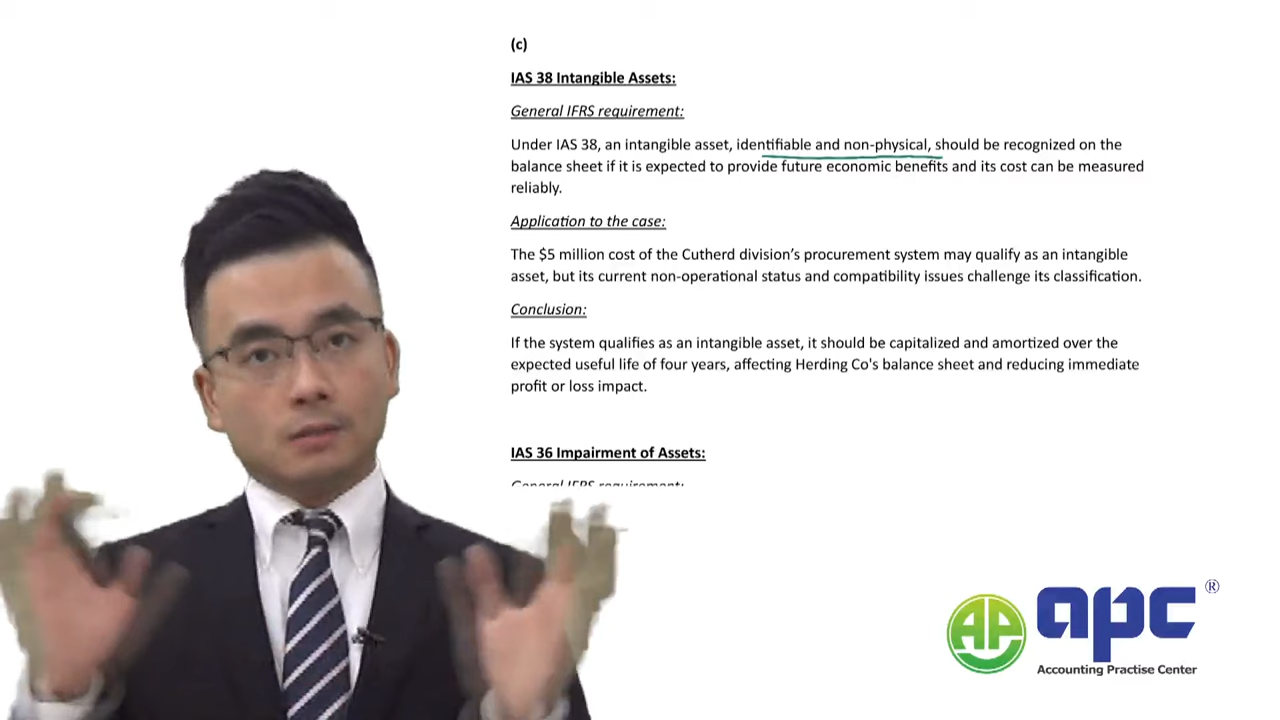 (c)
IAS 38 Intangible Assets:
General IFRS requirement:
Under IAS 38, an intangible asset, identifiable and non-physical, should be recognized on the
balance sheet if it is expected to provide future economic benefits and its cost can be measured
reliably.
Application to the case:
The $5 million cost of the Cutherd division's procurement system may qualify as an intangible
asset, but its current non-operational status and compatibility issues challenge its classification.
Conclusion:
If the system qualifies as an intangible asset, it should be capitalized and amortized over the
expected useful life of four years, affecting Herding Co's balance sheet and reducing immediate
profit or loss impact.
IAS 36 Impairment of Assets:
General IFRS requirement:
AP
apc ®
Accounting Practise Center